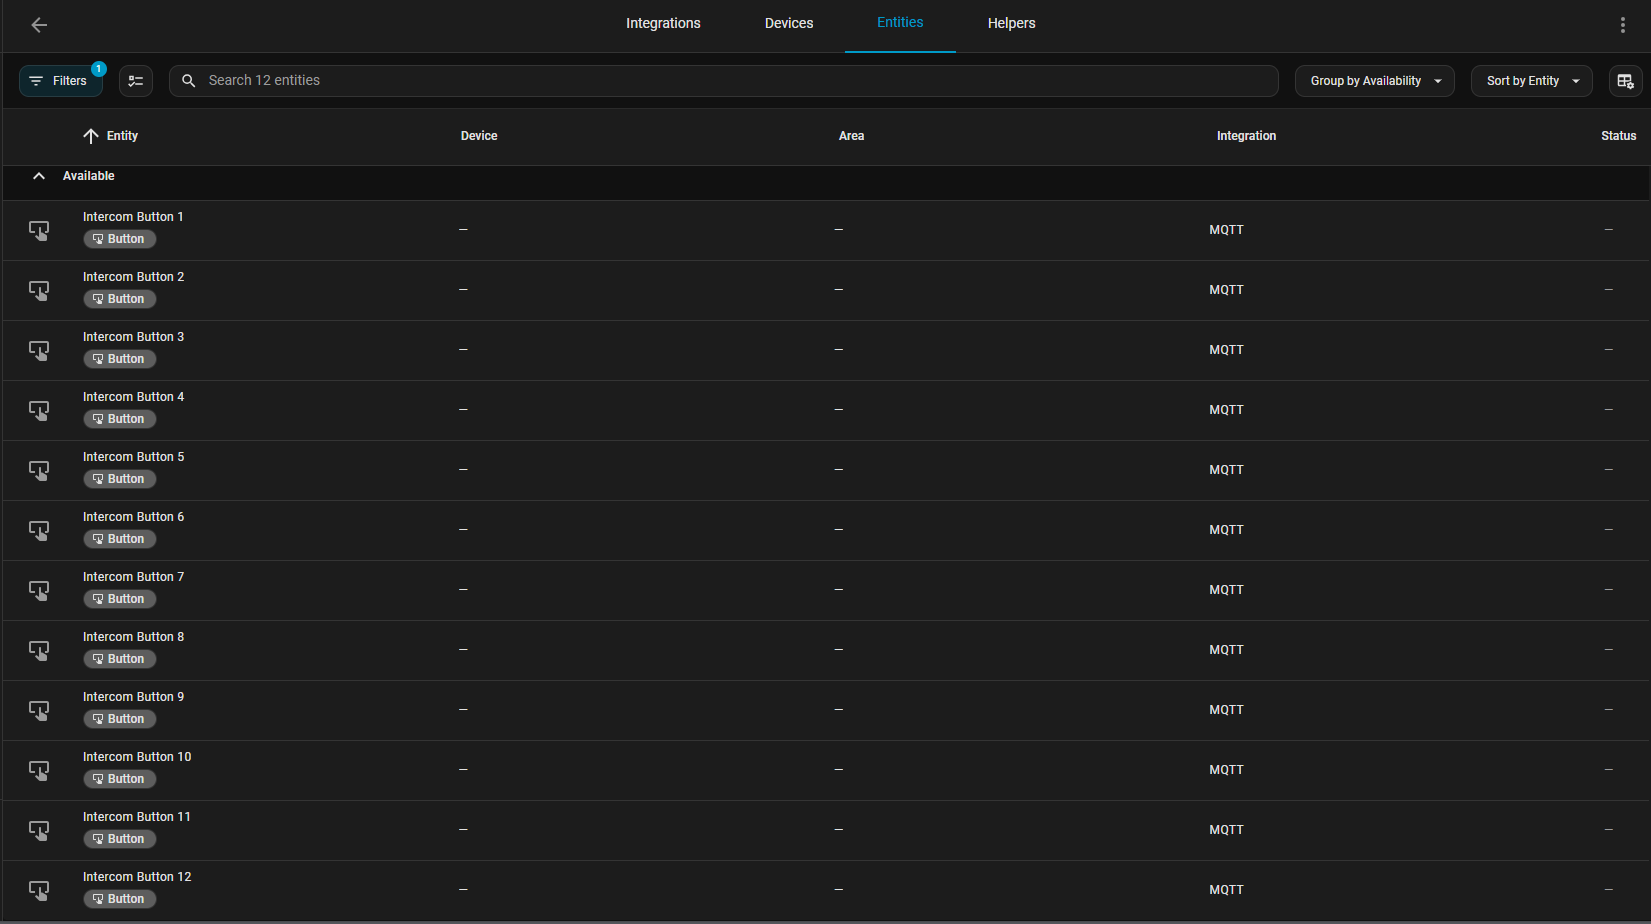 Integrations Devices Entities Helpers
Filters 1 Search 12 entities Group by Availability Sort by Entity
Entity Device Area Integration Status
Available
Intercom Button 1
Button — — MQTT —
Intercom Button 2
Button — — MQTT —
Intercom Button 3
Button — — MQTT —
Intercom Button 4
Button — — MQTT —
Intercom Button 5
Button — — MQTT —
Intercom Button 6
Button — — MQTT —
Intercom Button 7
Button — — MQTT —
Intercom Button 8
Button — — MQTT —
Intercom Button 9
Button — — MQTT —
Intercom Button 10
Button — — MQTT —
Intercom Button 11
Button — — MQTT —
Intercom Button 12
Button — — MQTT —